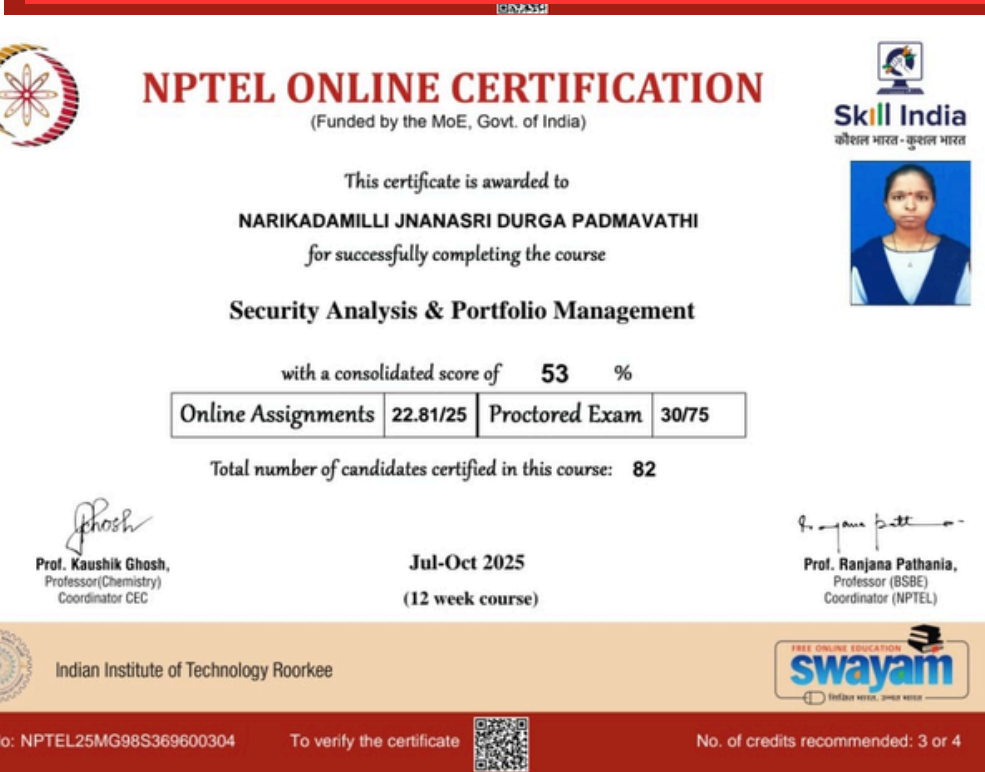 NPTEL ONLINE CERTIFICATION
(Funded by the MoE, Govt. of India)
Skill India
कौशल भारत - कुशल भारत
This certificate is awarded to
NARIKADAMILLI JNANASRI DURGA PADMAVATHI
for successfully completing the course
Security Analysis & Portfolio Management
with a consolidated score of 53 %
Online Assignments 22.81/25 Proctored Exam 30/75
Total number of candidates certified in this course: 82
Ghosh
Prof. Kaushik Ghosh,
Professor(Chemistry)
Coordinator CEC
Jul-Oct 2025
(12 week course)
Prof. Ranjana Pathania,
Professor (BSBE)
Coordinator (NPTEL)
Indian Institute of Technology Roorkee
FREE ONLINE EDUCATION
swayam
शिक्षित भारत, उन्नत भारत
o: NPTEL25MG98S369600304
To verify the certificate
No. of credits recommended: 3 or 4